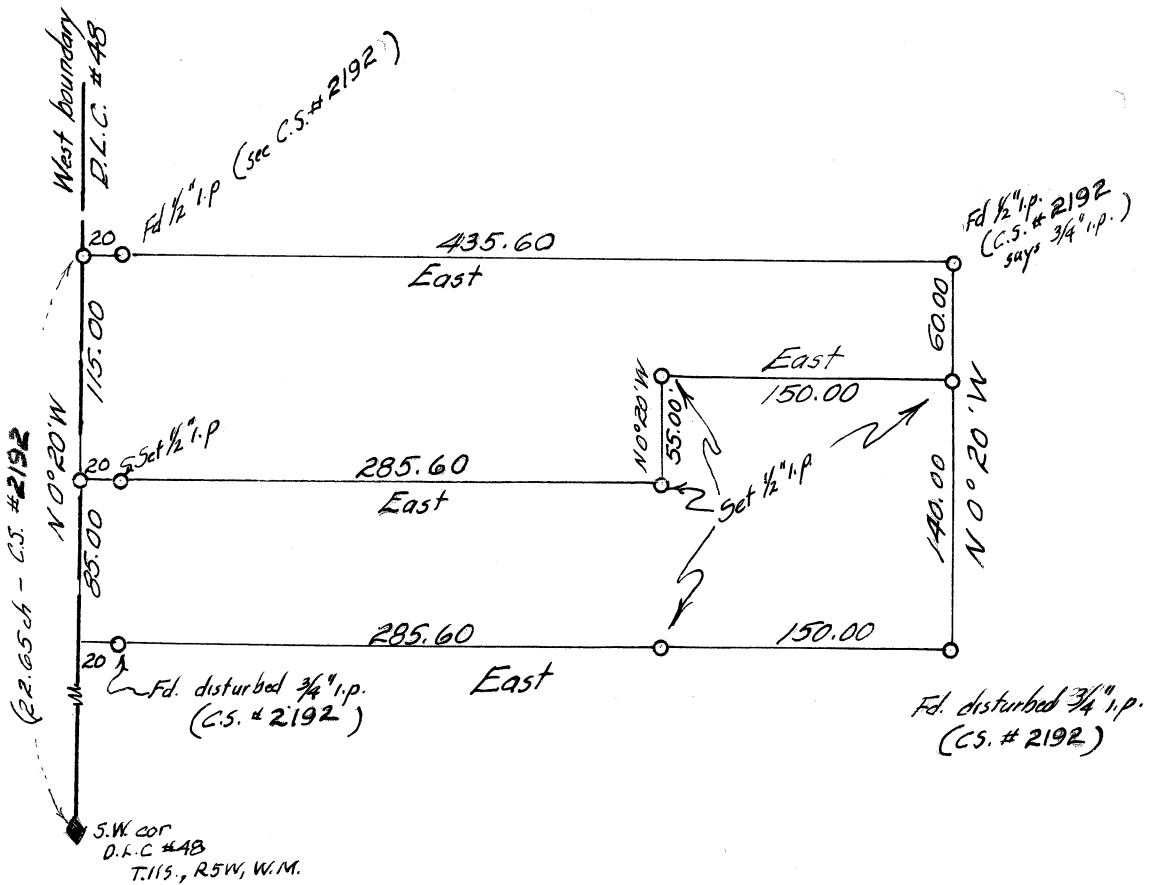 West boundary
D.L.C. #48
20
Fd 1/2" I.p (see C.S. # 2192)
435.60
East
Fd 1/2" I.p.
(C.S. # 2192
says 3/4" I.p.)
115.00
60.00
N 0° 20' W
East
150.00
N 0° 20' W
55.00'
N 0° 20' W
(22.65 ch - C.S. #2192
20
Set 1/2" I.P
285.60
East
Set 1/2" I.p
140.00
85.00
285.60
150.00
20
East
Fd. disturbed 3/4" I.p.
(C.S. # 2192)
Fd. disturbed 3/4" I.p.
(C.S. # 2192)
S.W. cor
D.L.C #48
T.11S., R5W, W.M.